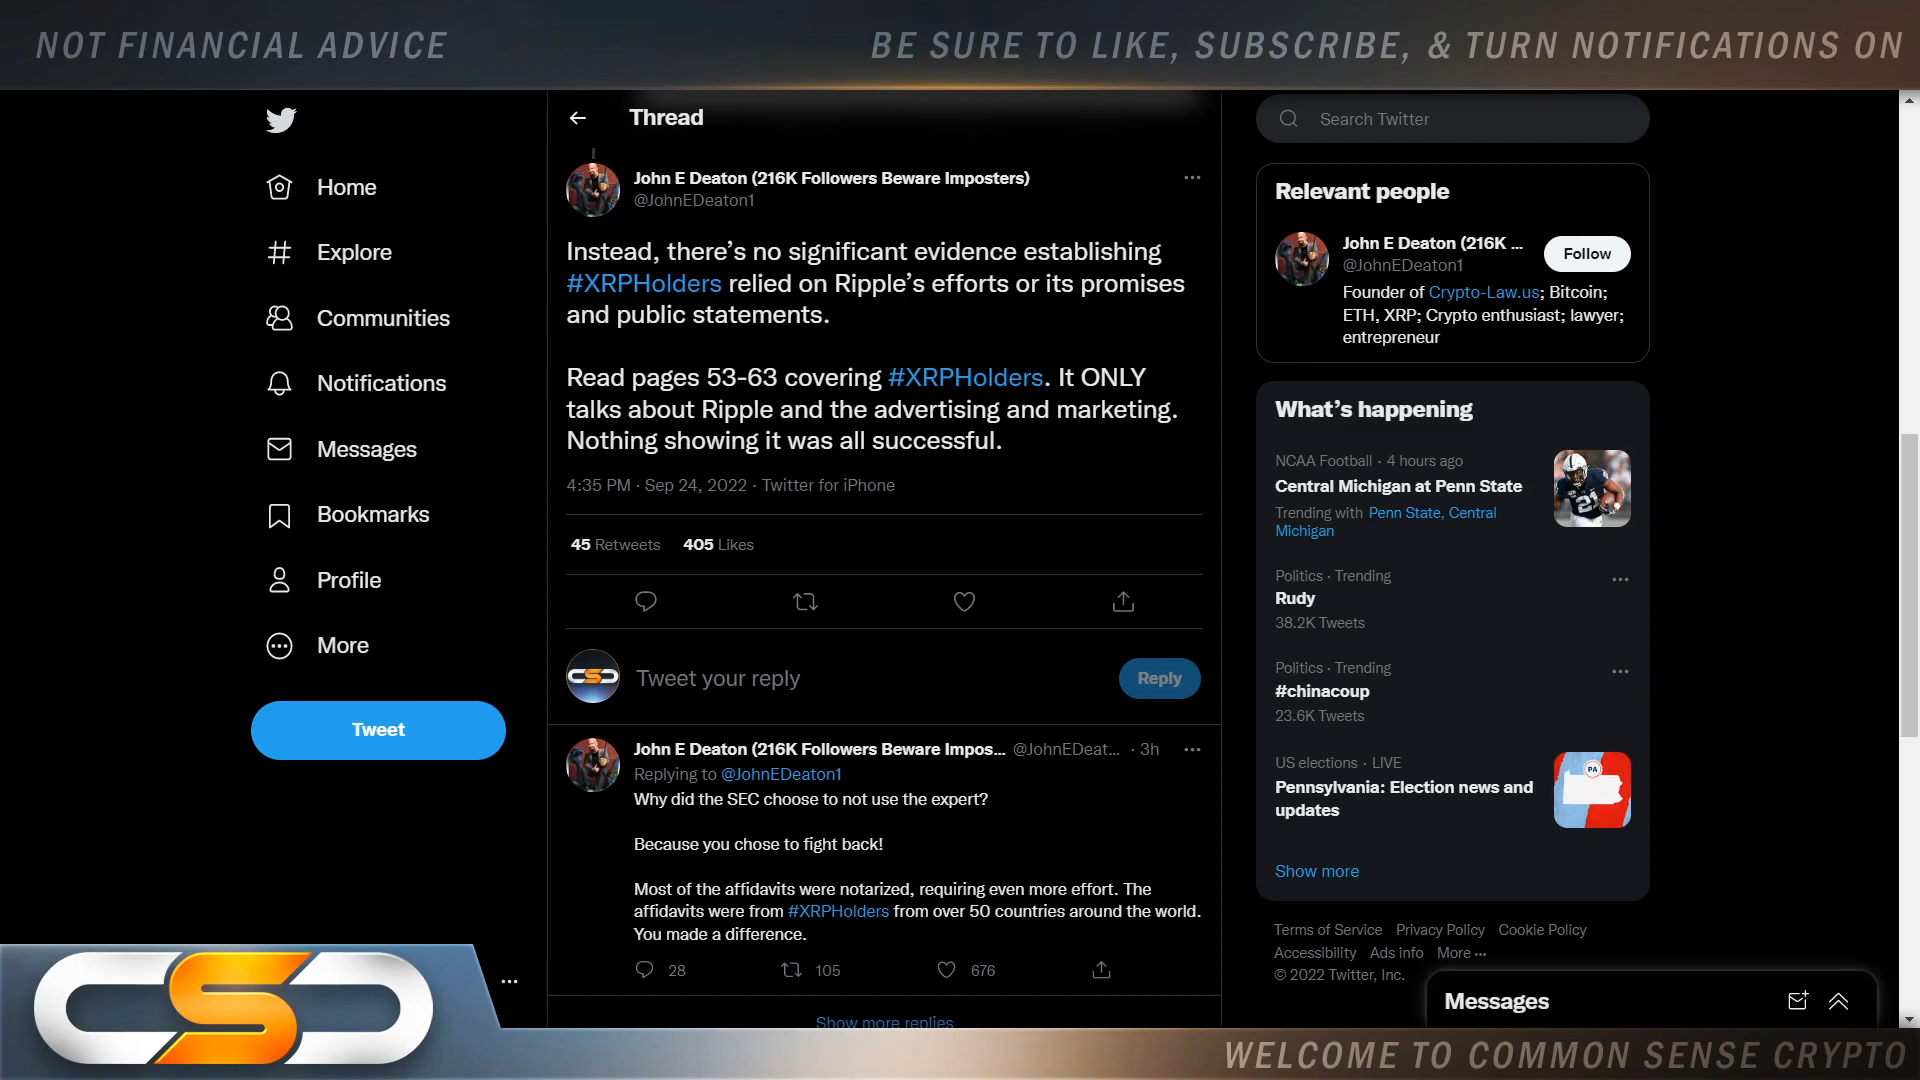 NOT FINANCIAL ADVICE
BE SURE TO LIKE, SUBSCRIBE, & TURN NOTIFICATIONS ON
Home
Explore
Communities
Notifications
Messages
Bookmarks
Profile
More
Tweet
Thread
John E Deaton (216K Followers Beware Imposters)
@JohnEDeaton1
Instead, there’s no significant evidence establishing
#XRPHolders relied on Ripple’s efforts or its promises
and public statements.
Read pages 53-63 covering #XRPHolders. It ONLY
talks about Ripple and the advertising and marketing.
Nothing showing it was all successful.
4:35 PM · Sep 24, 2022 · Twitter for iPhone
45 Retweets 405 Likes
Tweet your reply
Reply
John E Deaton (216K Followers Beware Impos... @JohnEDeat... · 3h
Replying to @JohnEDeaton1
Why did the SEC choose to not use the expert?
Because you chose to fight back!
Most of the affidavits were notarized, requiring even more effort. The
affidavits were from #XRPHolders from over 50 countries around the world.
You made a difference.
28 105 676
Show more replies
Search Twitter
Relevant people
John E Deaton (216K ...
@JohnEDeaton1
Follow
Founder of Crypto-Law.us; Bitcoin;
ETH, XRP; Crypto enthusiast; lawyer;
entrepreneur
What’s happening
NCAA Football · 4 hours ago
Central Michigan at Penn State
Trending with Penn State, Central
Michigan
21
Politics · Trending
Rudy
38.2K Tweets
Politics · Trending
#chinacoup
23.6K Tweets
US elections · LIVE
Pennsylvania: Election news and
updates
PA
Show more
Terms of Service Privacy Policy Cookie Policy
Accessibility Ads info More ···
© 2022 Twitter, Inc.
Messages
CSC
WELCOME TO COMMON SENSE CRYPTO